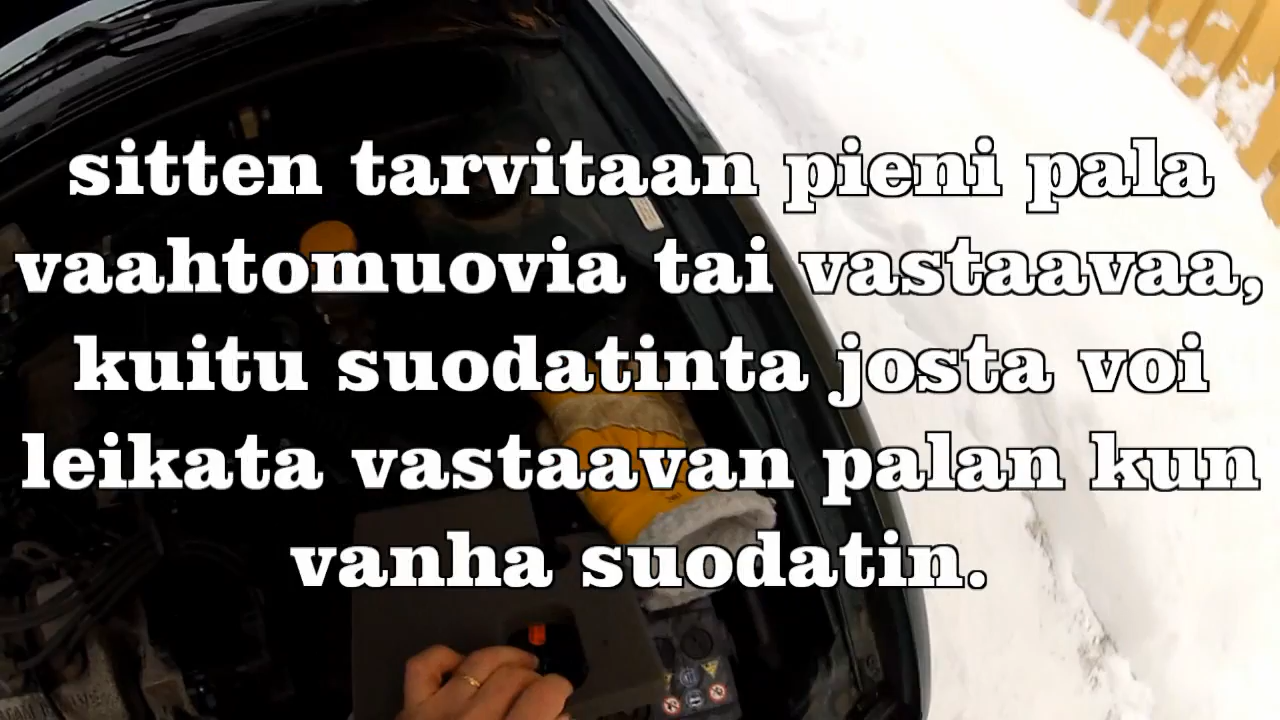 sitten tarvitaan pieni pala
vaahtomuovia tai vastaavaa,
kuitu suodatinta josta voi
leikata vastaavan palan kun
vanha suodatin.